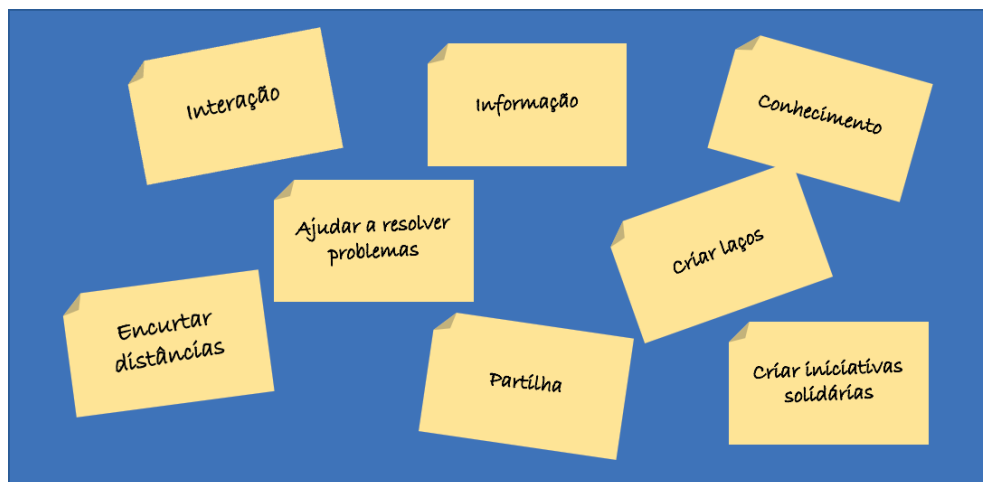 Interação
Informação
Conhecimento
Ajudar a resolver
problemas
Criar laços
Encurtar
distâncias
Partilha
Criar iniciativas
solidárias